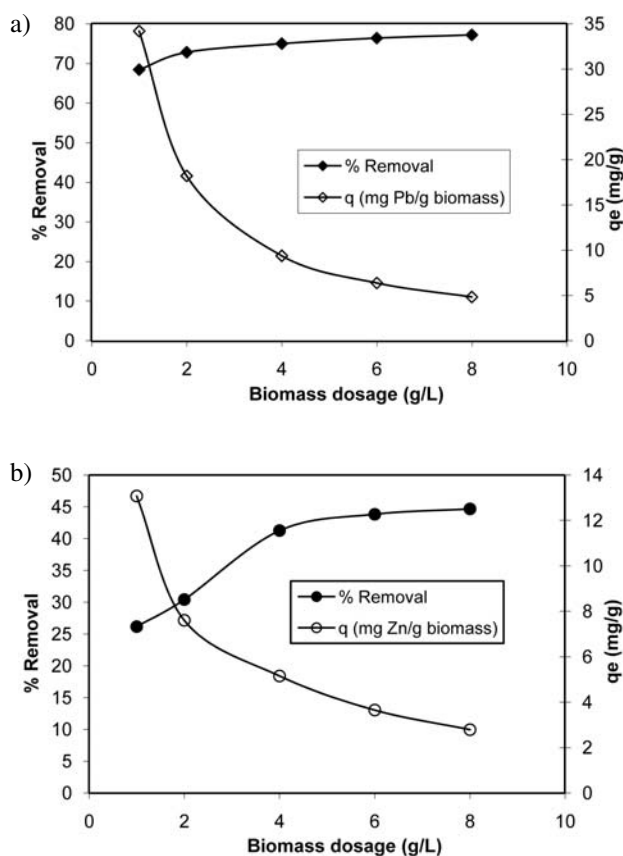 a)
80
70
60
50
40
30
20
10
0
% Removal
35
30
25
20
15
10
5
0
qe (mg/g)
% Removal
q (mg Pb/g biomass)
0 2 4 6 8 10
Biomass dosage (g/L)
b)
50
45
40
35
30
25
20
15
10
5
0
% Removal
14
12
10
8
6
4
2
0
qe (mg/g)
% Removal
q (mg Zn/g biomass)
0 2 4 6 8 10
Biomass dosage (g/L)